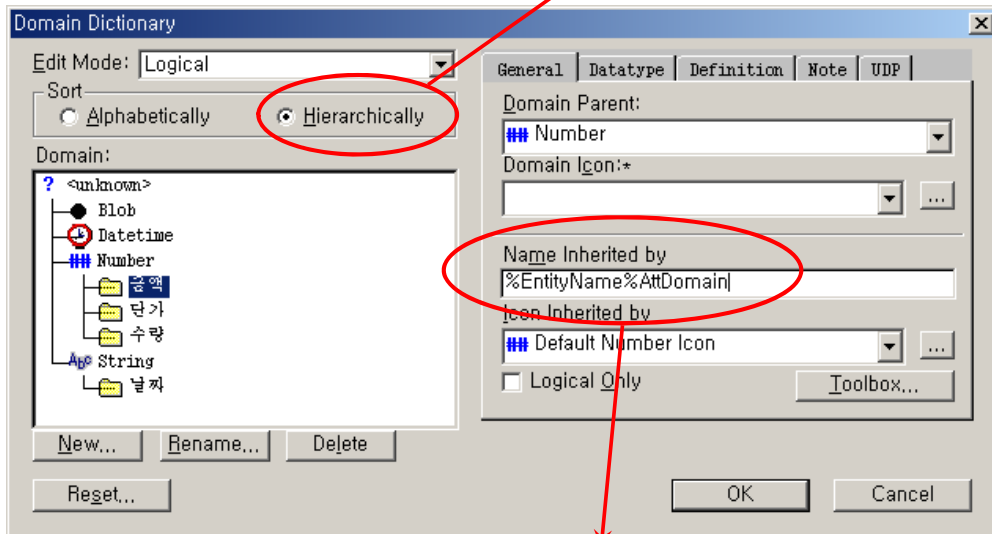 Domain Dictionary
Edit Mode: Logical
Sort
Alphabetically
Hierarchically
Domain:
? <unknown>
Blob
Datetime
Number
금액
단가
수량
String
날짜
New...
Rename...
Delete
Reset...
General
Datatype
Definition
Note
UDP
Domain Parent:
Number
Domain Icon:*
...
Name Inherited by
%EntityName%AttDomain
Icon Inherited by
Default Number Icon
...
Logical Only
Toolbox...
OK
Cancel